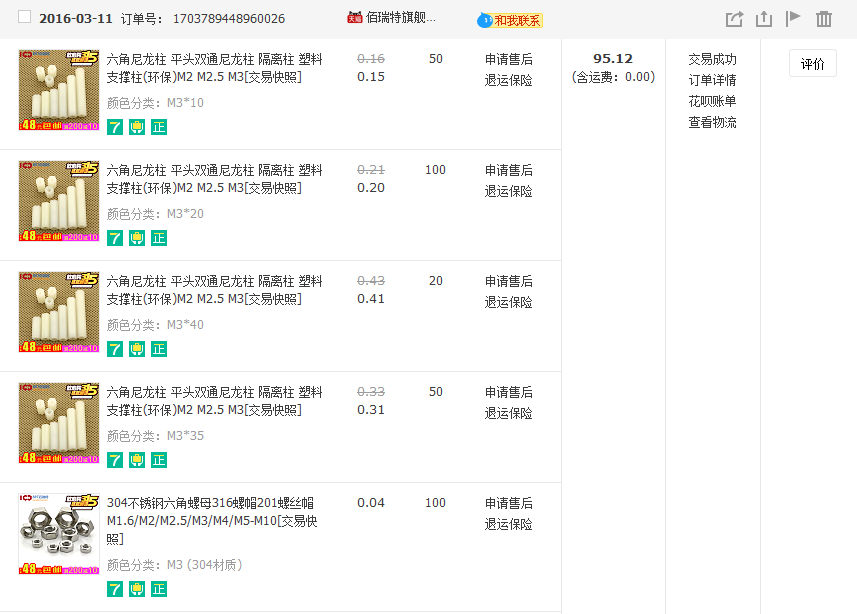 2016-03-11 订单号: 1703789448960026 天猫 佰瑞特旗舰... 和我联系
六角尼龙柱 平头双通尼龙柱 隔离柱 塑料
支撑柱(环保)M2 M2.5 M3[交易快照]
颜色分类: M3*10
7 正
0.16
0.15
50
申请售后
退运保险
95.12
(含运费: 0.00)
交易成功
订单详情
花呗账单
查看物流
评价
六角尼龙柱 平头双通尼龙柱 隔离柱 塑料
支撑柱(环保)M2 M2.5 M3[交易快照]
颜色分类: M3*20
7 正
0.21
0.20
100
申请售后
退运保险
六角尼龙柱 平头双通尼龙柱 隔离柱 塑料
支撑柱(环保)M2 M2.5 M3[交易快照]
颜色分类: M3*40
7 正
0.43
0.41
20
申请售后
退运保险
六角尼龙柱 平头双通尼龙柱 隔离柱 塑料
支撑柱(环保)M2 M2.5 M3[交易快照]
颜色分类: M3*35
7 正
0.33
0.31
50
申请售后
退运保险
304不锈钢六角螺母316螺帽201螺丝帽
M1.6/M2/M2.5/M3/M4/M5-M10[交易快
照]
颜色分类: M3 (304材质)
7 正
0.04
100
申请售后
退运保险